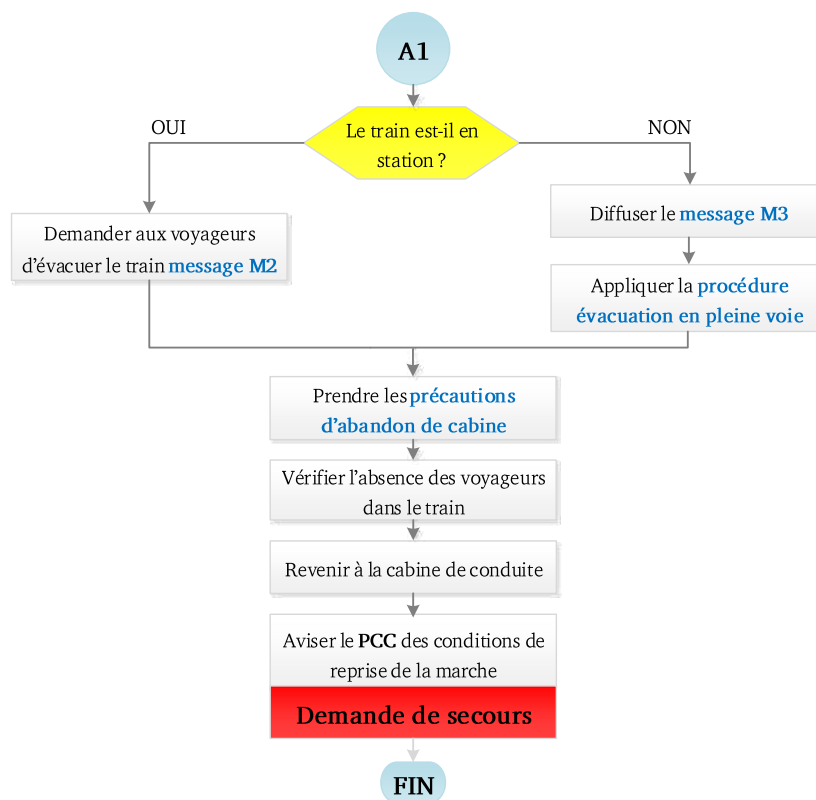 A1
Le train est-il en
station ?
OUI
NON
Demander aux voyageurs
d'évacuer le train message M2
Diffuser le message M3
Appliquer la procédure
évacuation en pleine voie
Prendre les précautions
d'abandon de cabine
Vérifier l'absence des voyageurs
dans le train
Revenir à la cabine de conduite
Aviser le PCC des conditions de
reprise de la marche
Demande de secours
FIN